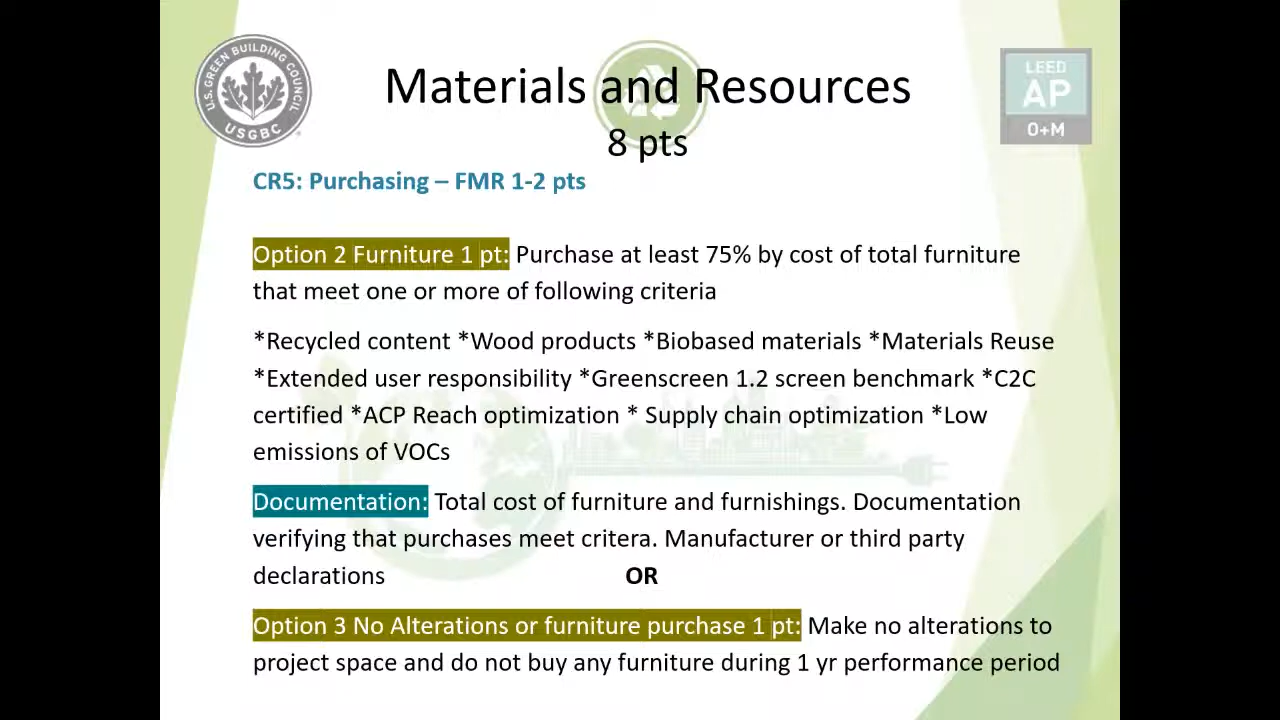 U.S. GREEN BUILDING COUNCIL
USGBC
Materials and Resources
LEED
AP
O+M
8 pts
CR5: Purchasing – FMR 1-2 pts
Option 2 Furniture 1 pt: Purchase at least 75% by cost of total furniture
that meet one or more of following criteria
*Recycled content *Wood products *Biobased materials *Materials Reuse
*Extended user responsibility *Greenscreen 1.2 screen benchmark *C2C
certified *ACP Reach optimization * Supply chain optimization *Low
emissions of VOCs
Documentation: Total cost of furniture and furnishings. Documentation
verifying that purchases meet critera. Manufacturer or third party
declarations OR
Option 3 No Alterations or furniture purchase 1 pt: Make no alterations to
project space and do not buy any furniture during 1 yr performance period